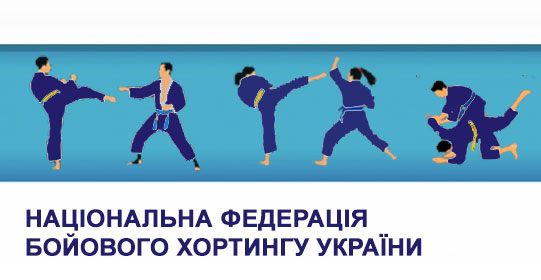 НАЦІОНАЛЬНА ФЕДЕРАЦІЯ
БОЙОВОГО ХОРТИНГУ УКРАЇНИ